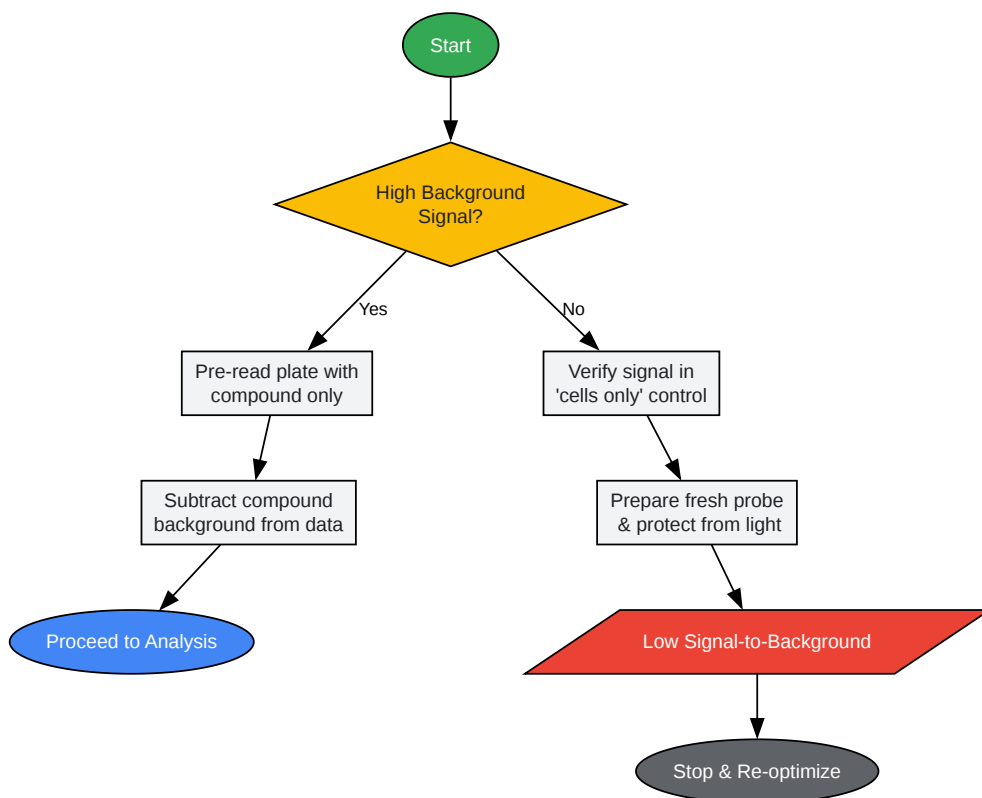 Start
High Background
Signal?
Yes
No
Pre-read plate with
compound only
Verify signal in
'cells only' control
Subtract compound
background from data
Prepare fresh probe
& protect from light
Proceed to Analysis
Low Signal-to-Background
Stop & Re-optimize